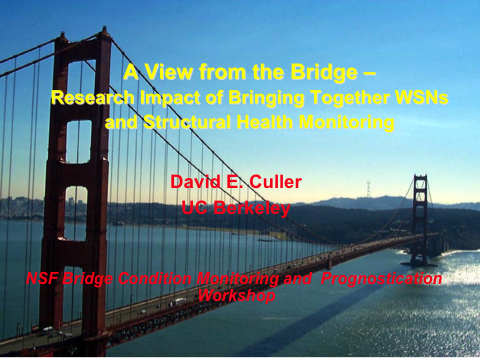 A View from the Bridge –
Research Impact of Bringing Together WSNs
and Structural Health Monitoring
David E. Culler
UC Berkeley
NSF Bridge Condition Monitoring and Prognostication
Workshop